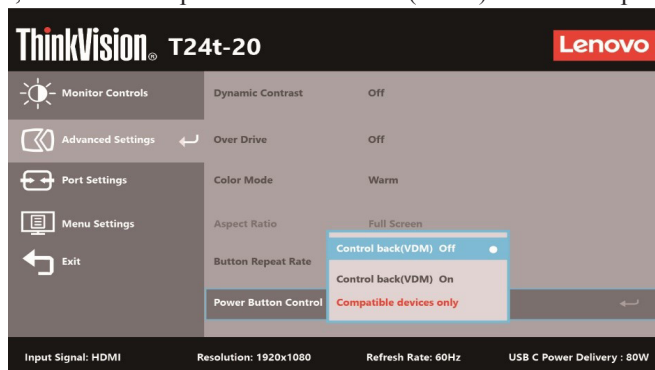 ThinkVision® T24t-20
Lenovo
Monitor Controls
Advanced Settings
Port Settings
Menu Settings
Exit
Dynamic Contrast Off
Over Drive Off
Color Mode Warm
Aspect Ratio Full Screen
Button Repeat Rate
Power Button Control
Control back(VDM) Off
Control back(VDM) On
Compatible devices only
Input Signal: HDMI Resolution: 1920x1080 Refresh Rate: 60Hz USB C Power Delivery : 80W